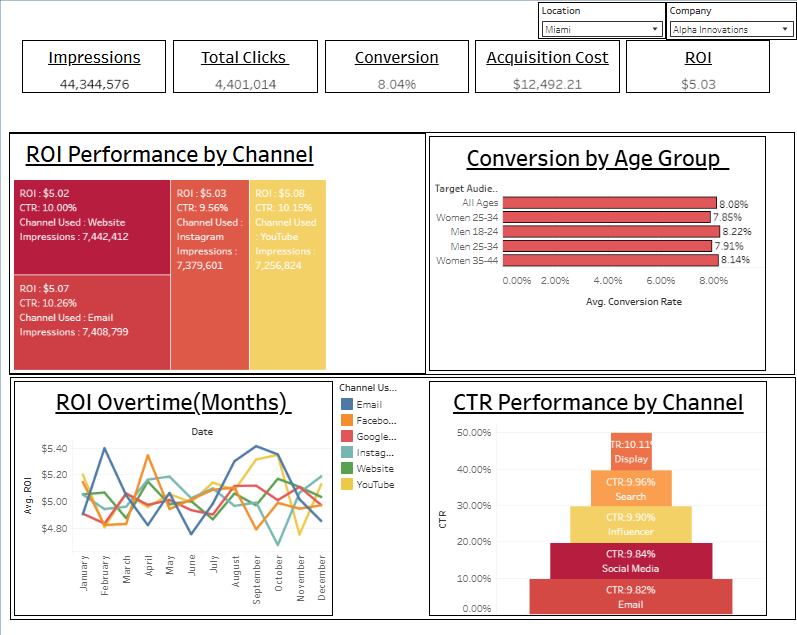 Location
Company
Miami
Alpha Innovations
Impressions
44,344,576
Total Clicks
4,401,014
Conversion
8.04%
Acquisition Cost
$12,492.21
ROI
$5.03
ROI Performance by Channel
ROI : $5.02
CTR: 10.00%
Channel Used : Website
Impressions : 7,442,412
ROI : $5.07
CTR: 10.26%
Channel Used : Email
Impressions : 7,408,799
ROI : $5.03
CTR: 9.56%
Channel Used :
Instagram
Impressions :
7,379,601
ROI : $5.08
CTR: 10.15%
Channel Used
: YouTube
Impressions :
7,256,824
Conversion by Age Group
Target Audie..
All Ages
8.08%
Women 25-34
7.85%
Men 18-24
8.22%
Men 25-34
7.91%
Women 35-44
8.14%
0.00%
2.00%
4.00%
6.00%
8.00%
Avg. Conversion Rate
ROI Overtime(Months)
Date
Avg. ROI
$5.40
$5.20
$5.00
$4.80
January
February
March
April
May
June
July
August
September
October
November
December
Channel Us...
Email
Facebo...
Google...
Instag...
Website
YouTube
CTR Performance by Channel
CTR
50.00%
40.00%
30.00%
20.00%
10.00%
0.00%
TR:10.11%
Display
CTR:9.96%
Search
CTR:9.90%
Influencer
CTR:9.84%
Social Media
CTR:9.82%
Email